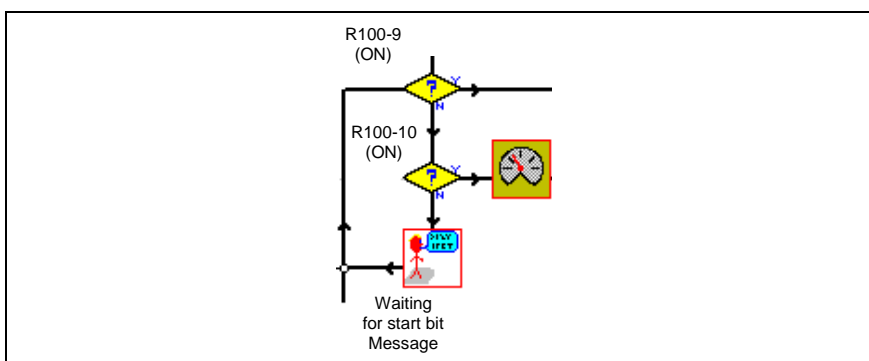 R100-9
(ON)
?
Y
N
R100-10
(ON)
?
Y
N
Waiting
for start bit
Message